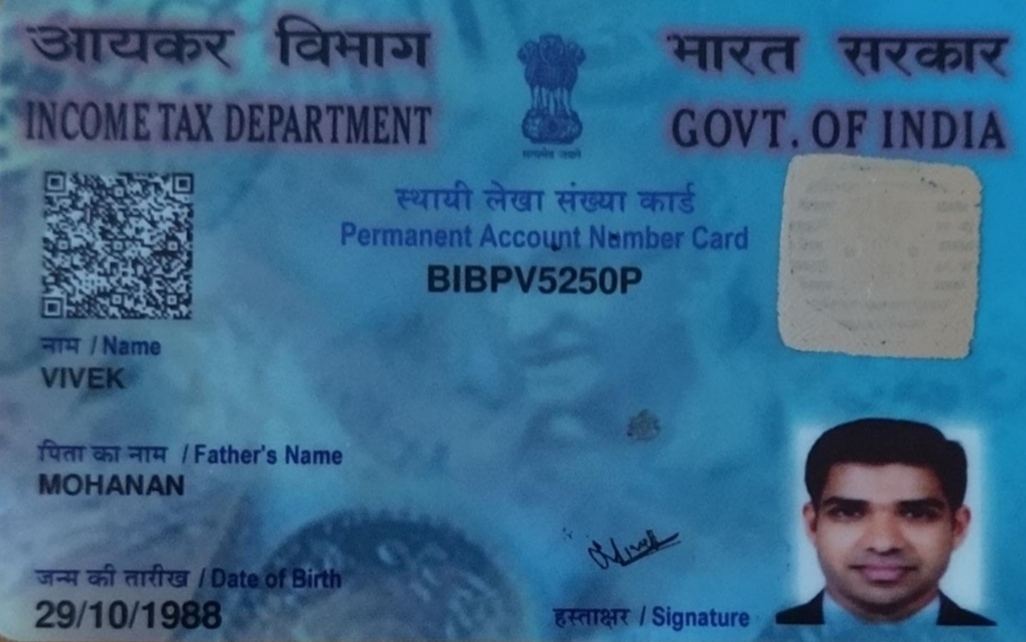 आयकर विभाग
INCOME TAX DEPARTMENT
भारत सरकार
GOVT. OF INDIA
सत्यमेव जयते
स्थायी लेखा संख्या कार्ड
Permanent Account Number Card
BIBPV5250P
नाम / Name
VIVEK
पिता का नाम / Father's Name
MOHANAN
जन्म की तारीख / Date of Birth
29/10/1988
Vivek
हस्ताक्षर / Signature